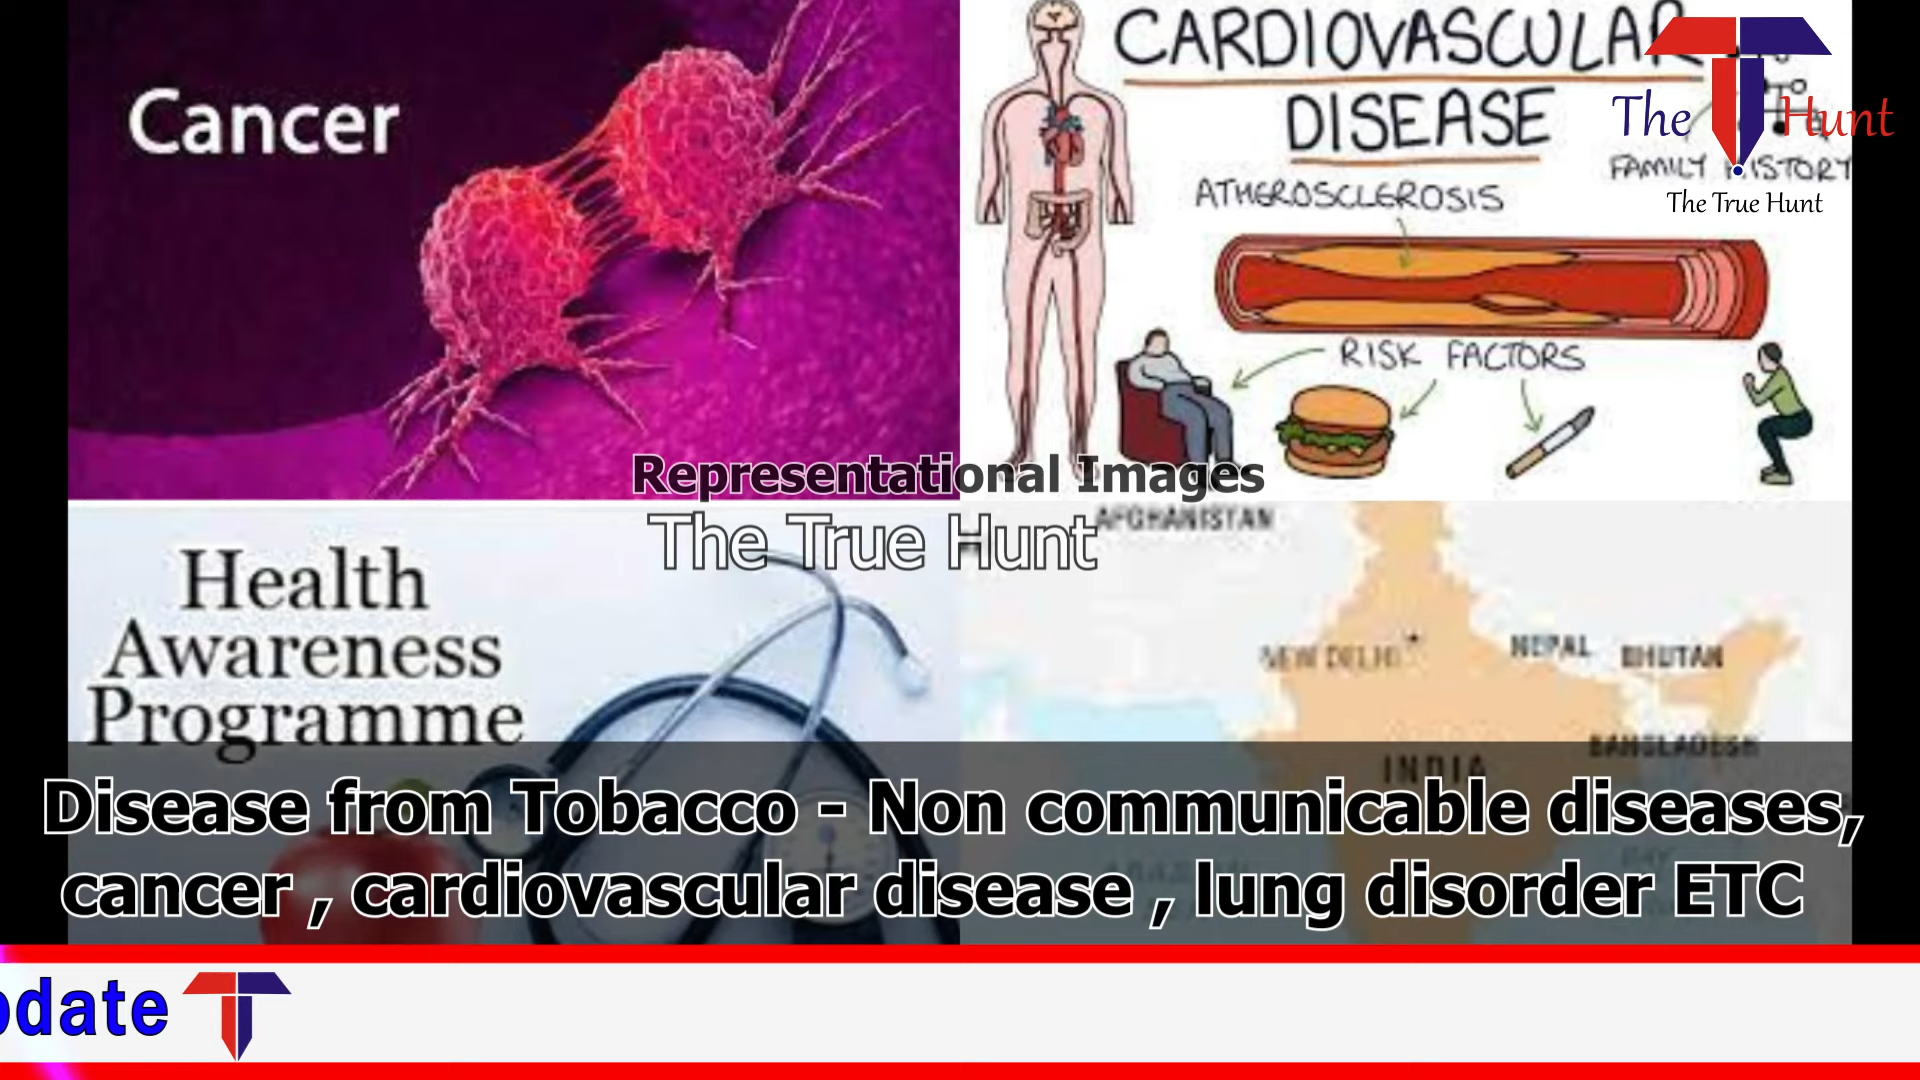 Cancer
CARDIOVASCULAR
DISEASE
The Hunt
FAMILY HISTORY
The True Hunt
ATHEROSCLEROSIS
RISK FACTORS
Representational Images
The True Hunt
AFGHANISTAN
Health
Awareness
Programme
NEW DELHI
NEPAL
BHUTAN
BANGLADESH
INDIA
Disease from Tobacco - Non communicable diseases,
cancer , cardiovascular disease , lung disorder ETC
pdate